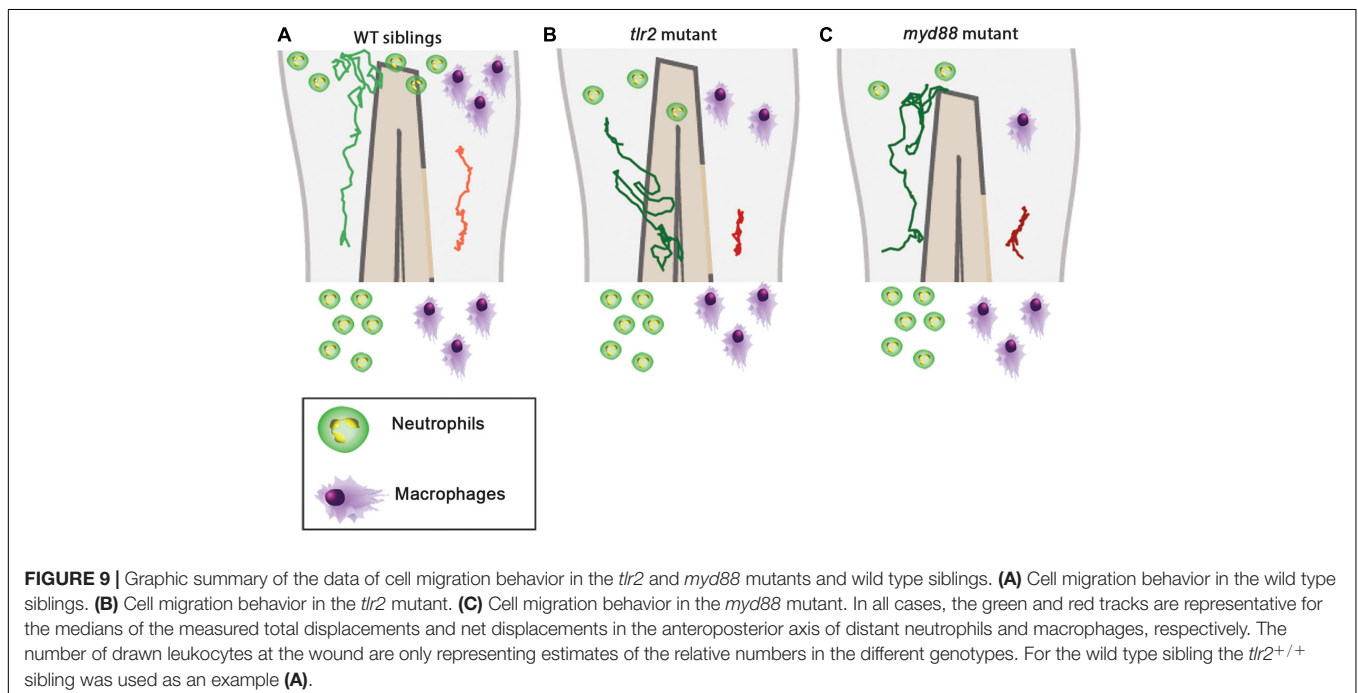 A
WT siblings
B
tlr2 mutant
C
myd88 mutant
Neutrophils
Macrophages
FIGURE 9 | Graphic summary of the data of cell migration behavior in the tlr2 and myd88 mutants and wild type siblings. (A) Cell migration behavior in the wild type
siblings. (B) Cell migration behavior in the tlr2 mutant. (C) Cell migration behavior in the myd88 mutant. In all cases, the green and red tracks are representative for
the medians of the measured total displacements and net displacements in the anteroposterior axis of distant neutrophils and macrophages, respectively. The
number of drawn leukocytes at the wound are only representing estimates of the relative numbers in the different genotypes. For the wild type sibling the tlr2+/+
sibling was used as an example (A).